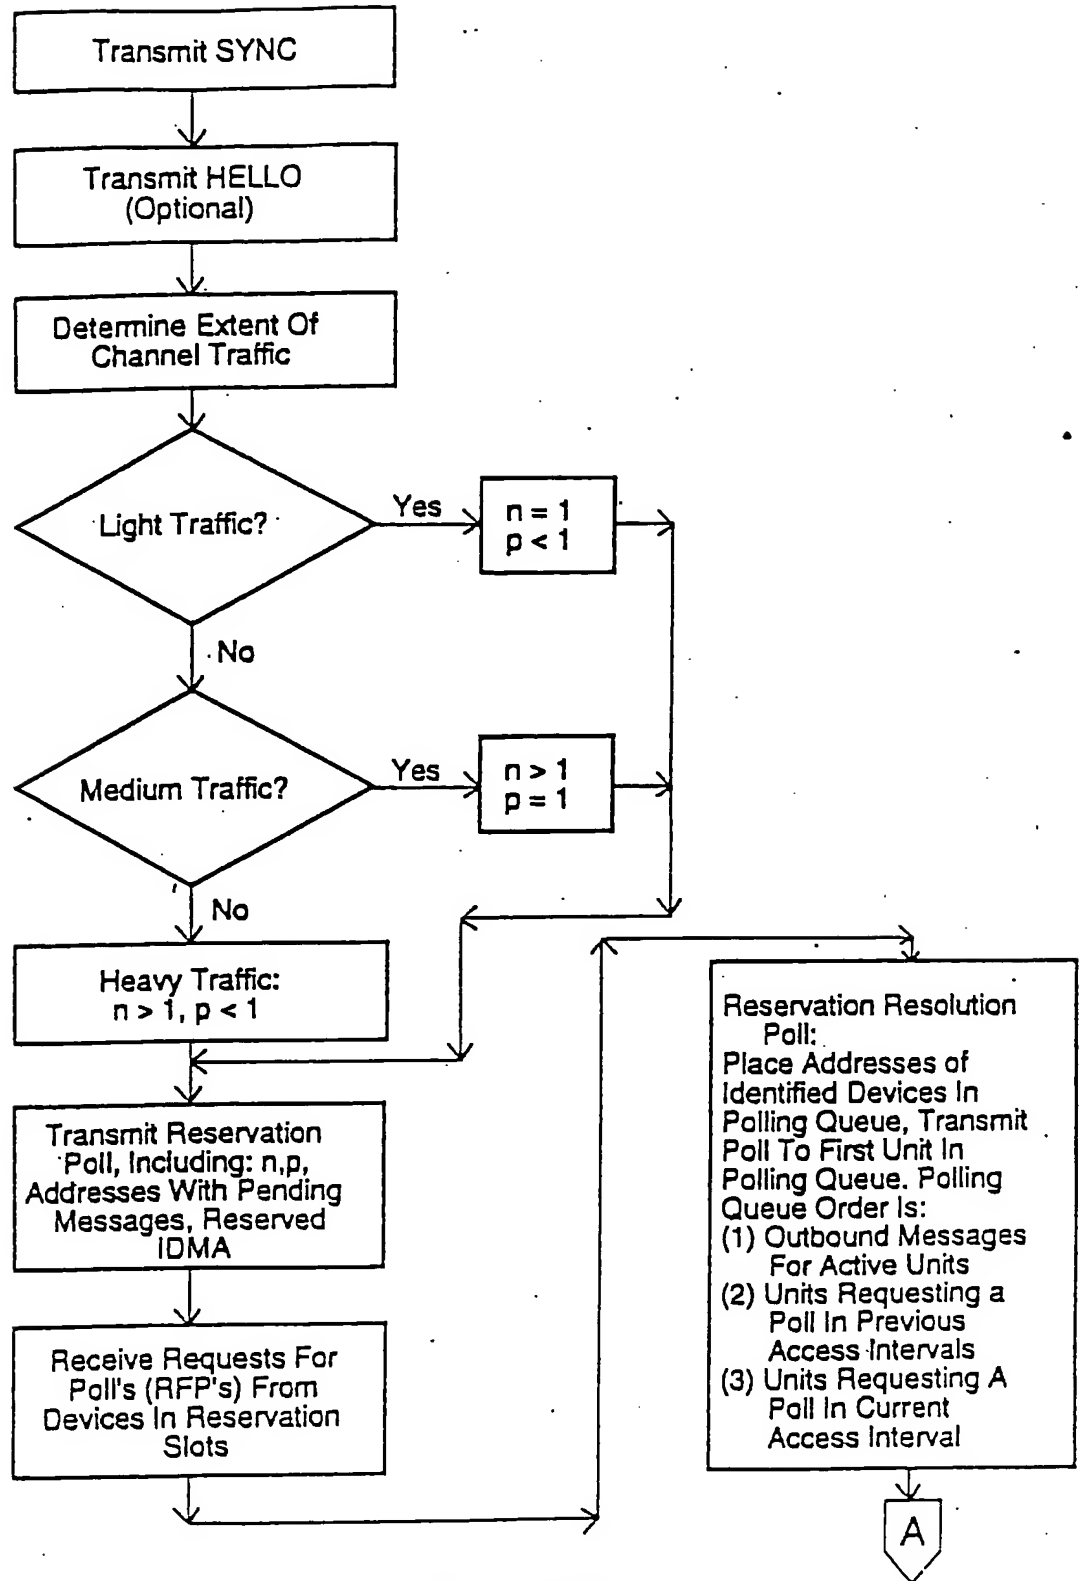 Transmit SYNC
Transmit HELLO
(Optional)
Determine Extent Of
Channel Traffic
Light Traffic?
Yes
n = 1
p < 1
No
Medium Traffic?
Yes
n > 1
p = 1
No
Heavy Traffic:
n > 1, p < 1
Transmit Reservation
Poll, Including: n,p,
Addresses With Pending
Messages, Reserved
IDMA
Receive Requests For
Poll's (RFP's) From
Devices In Reservation
Slots
Reservation Resolution
Poll:
Place Addresses of
Identified Devices In
Polling Queue, Transmit
Poll To First Unit In
Polling Queue. Polling
Queue Order Is:
(1) Outbound Messages
For Active Units
(2) Units Requesting a
Poll In Previous
Access Intervals
(3) Units Requesting A
Poll In Current
Access Interval
A